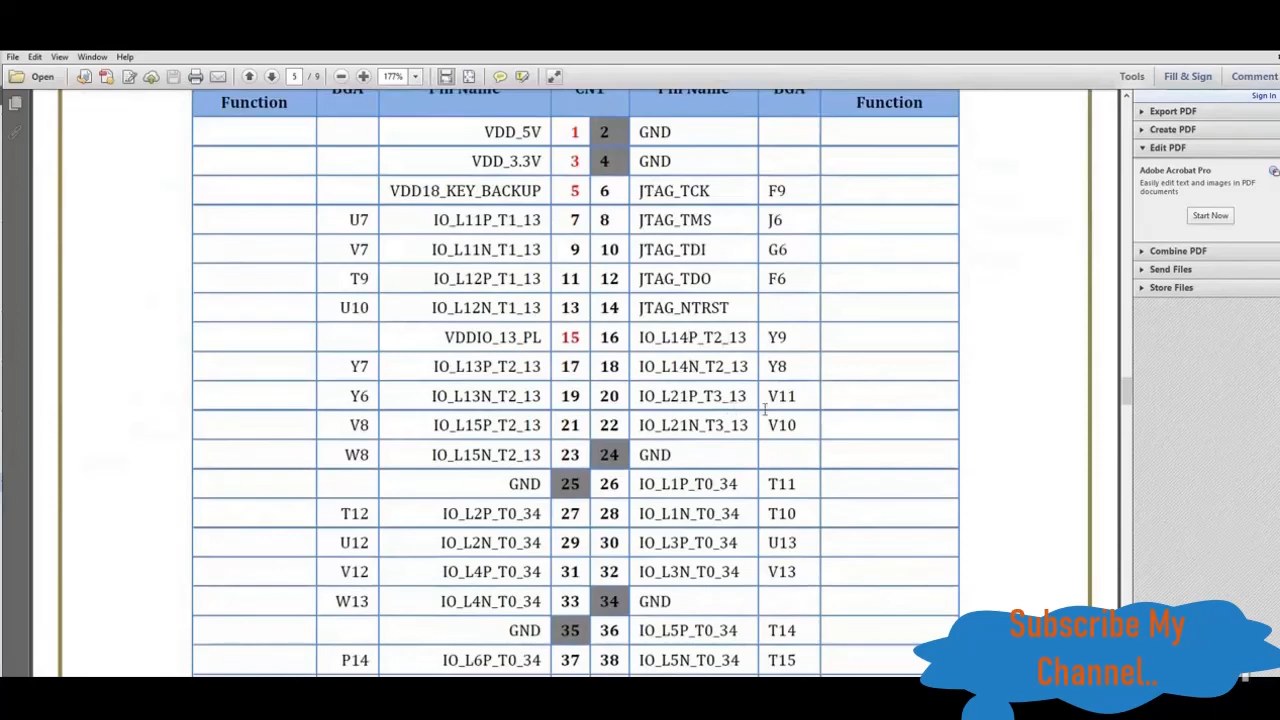 File Edit View Window Help
Open 5 / 9 177% Tools Fill & Sign Comment
Sign In
Function BGA Pin Name CN1 Pin Name BGA Function
VDD_5V 1 2 GND
VDD_3.3V 3 4 GND
VDD18_KEY_BACKUP 5 6 JTAG_TCK F9
U7 IO_L11P_T1_13 7 8 JTAG_TMS J6
V7 IO_L11N_T1_13 9 10 JTAG_TDI G6
T9 IO_L12P_T1_13 11 12 JTAG_TDO F6
U10 IO_L12N_T1_13 13 14 JTAG_NTRST
VDDIO_13_PL 15 16 IO_L14P_T2_13 Y9
Y7 IO_L13P_T2_13 17 18 IO_L14N_T2_13 Y8
Y6 IO_L13N_T2_13 19 20 IO_L21P_T3_13 V11
V8 IO_L15P_T2_13 21 22 IO_L21N_T3_13 V10
W8 IO_L15N_T2_13 23 24 GND
GND 25 26 IO_L1P_T0_34 T11
T12 IO_L2P_T0_34 27 28 IO_L1N_T0_34 T10
U12 IO_L2N_T0_34 29 30 IO_L3P_T0_34 U13
V12 IO_L4P_T0_34 31 32 IO_L3N_T0_34 V13
W13 IO_L4N_T0_34 33 34 GND
GND 35 36 IO_L5P_T0_34 T14
P14 IO_L6P_T0_34 37 38 IO_L5N_T0_34 T15
Export PDF
Create PDF
Edit PDF
Adobe Acrobat Pro
Easily edit text and images in PDF
documents
Start Now
Combine PDF
Send Files
Store Files
Subscribe My
Channel..